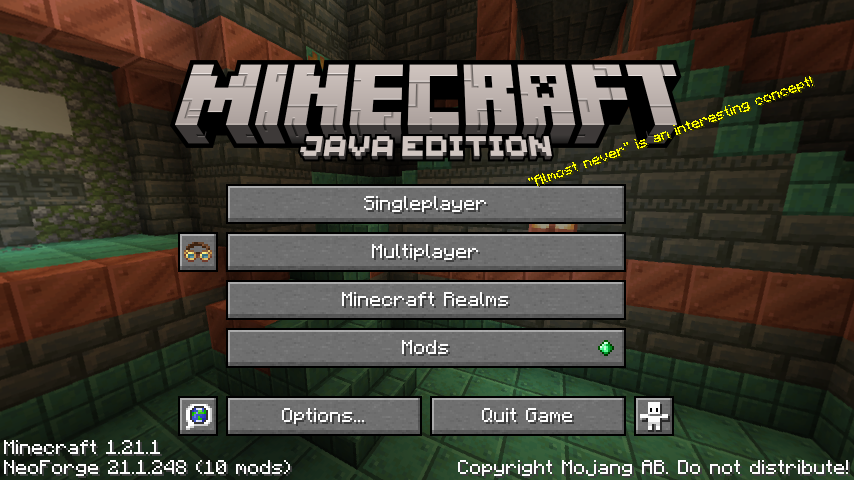 MINECRAFT
JAVA EDITION
"Almost never" is an interesting concept!
Singleplayer
Multiplayer
Minecraft Realms
Mods
Options...
Quit Game
Minecraft 1.21.1
NeoForge 21.1.248 (10 mods)
Copyright Mojang AB. Do not distribute!